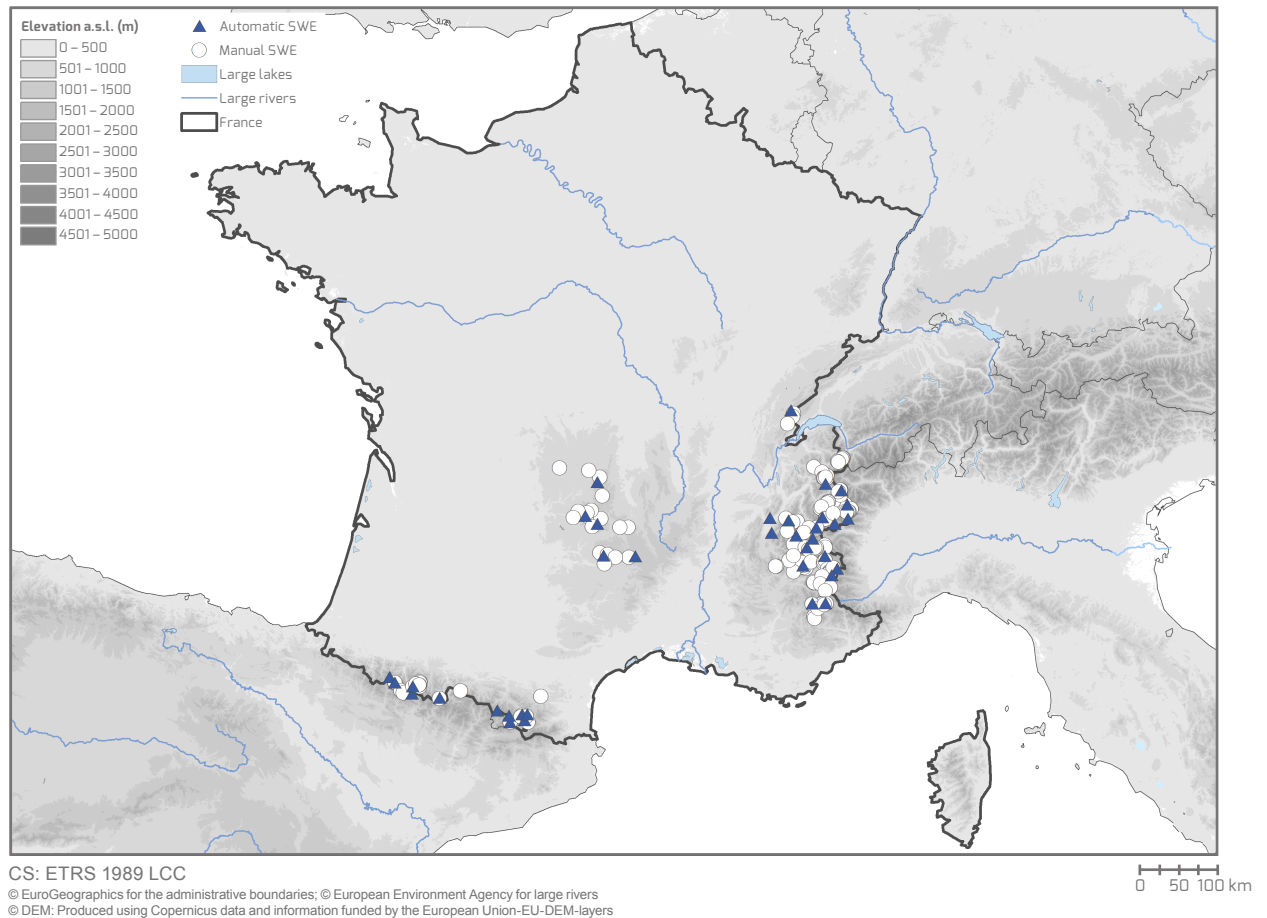 Elevation a.s.l. (m)
0 – 500
501 – 1000
1001 – 1500
1501 – 2000
2001 – 2500
2501 – 3000
3001 – 3500
3501 – 4000
4001 – 4500
4501 – 5000
Automatic SWE
Manual SWE
Large lakes
Large rivers
France
CS: ETRS 1989 LCC
© EuroGeographics for the administrative boundaries; © European Environment Agency for large rivers
© DEM: Produced using Copernicus data and information funded by the European Union-EU-DEM-layers
0 50 100 km